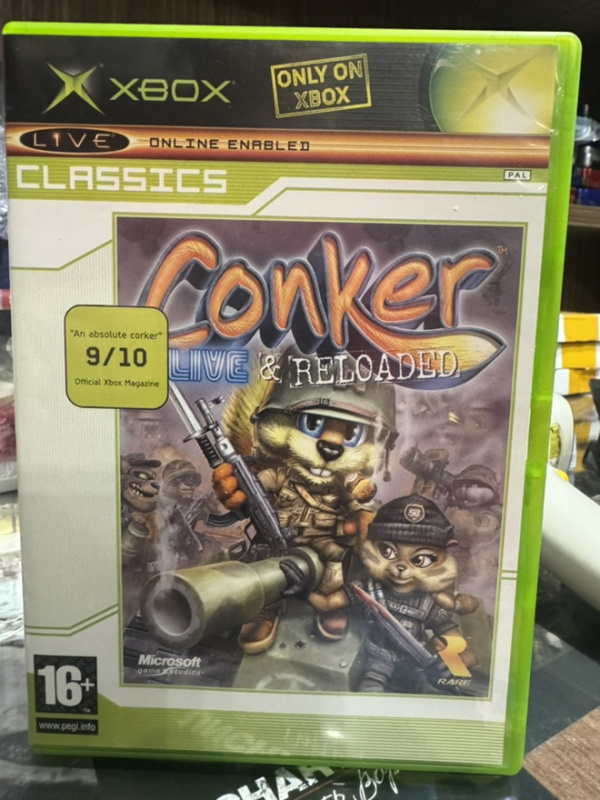 XBOX
ONLY ON
XBOX
LIVE ONLINE ENABLED
CLASSICS
PAL
Conker™
LIVE & RELOADED
"An absolute corker"
9/10
Official Xbox Magazine
Microsoft
game studios
RARE
16+
www.pegi.info